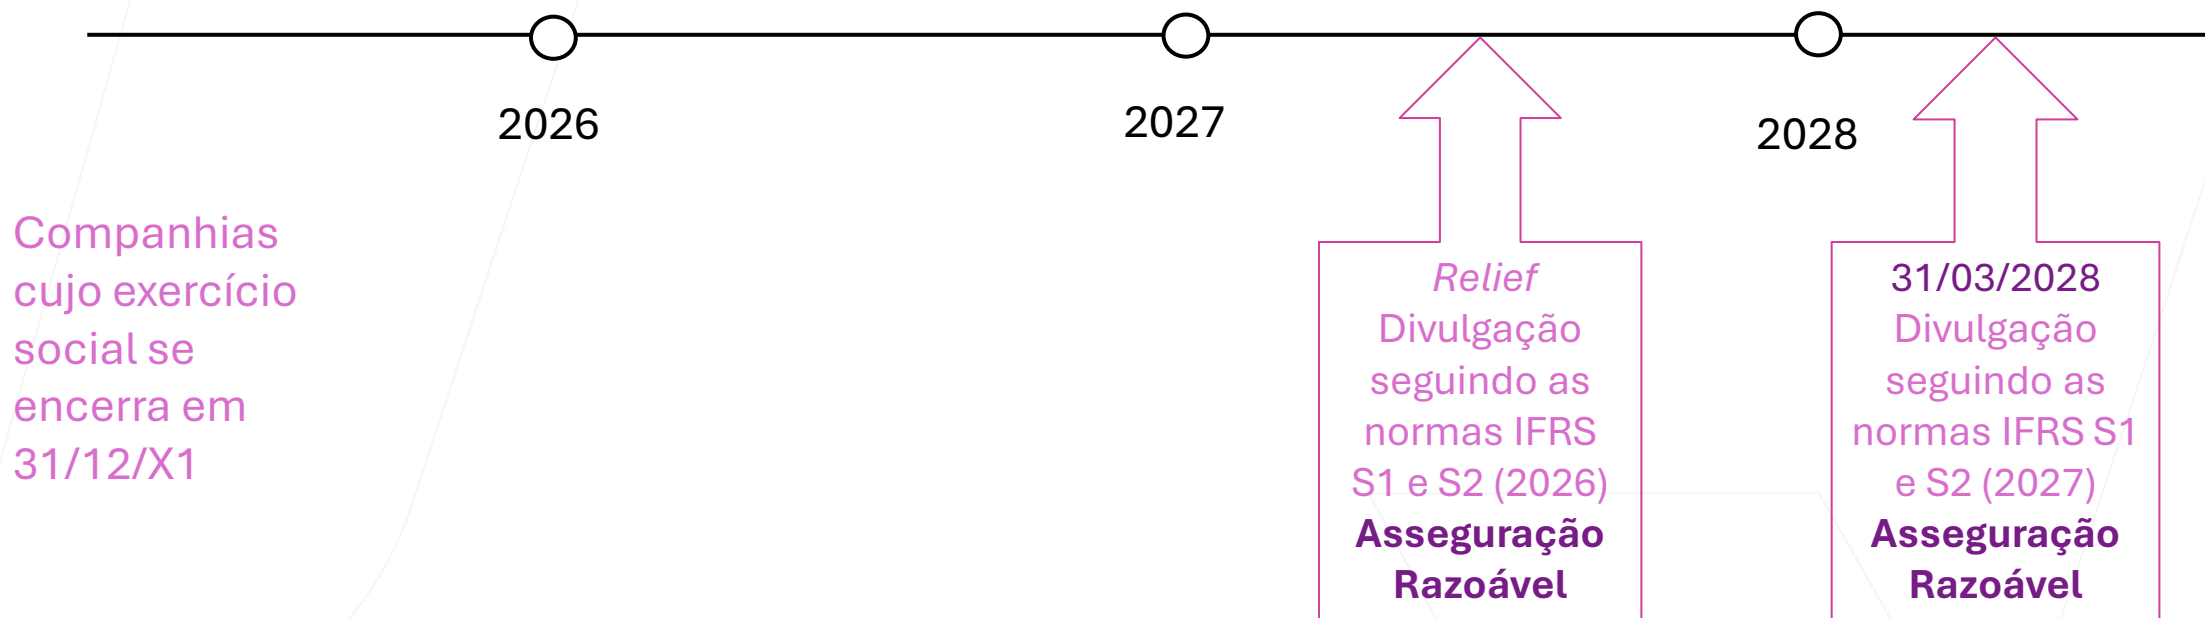 2026
2027
2028
Companhias
cujo exercício
social se
encerra em
31/12/X1
Relief
Divulgação
seguindo as
normas IFRS
S1 e S2 (2026)
Asseguração
Razoável
31/03/2028
Divulgação
seguindo as
normas IFRS S1
e S2 (2027)
Asseguração
Razoável